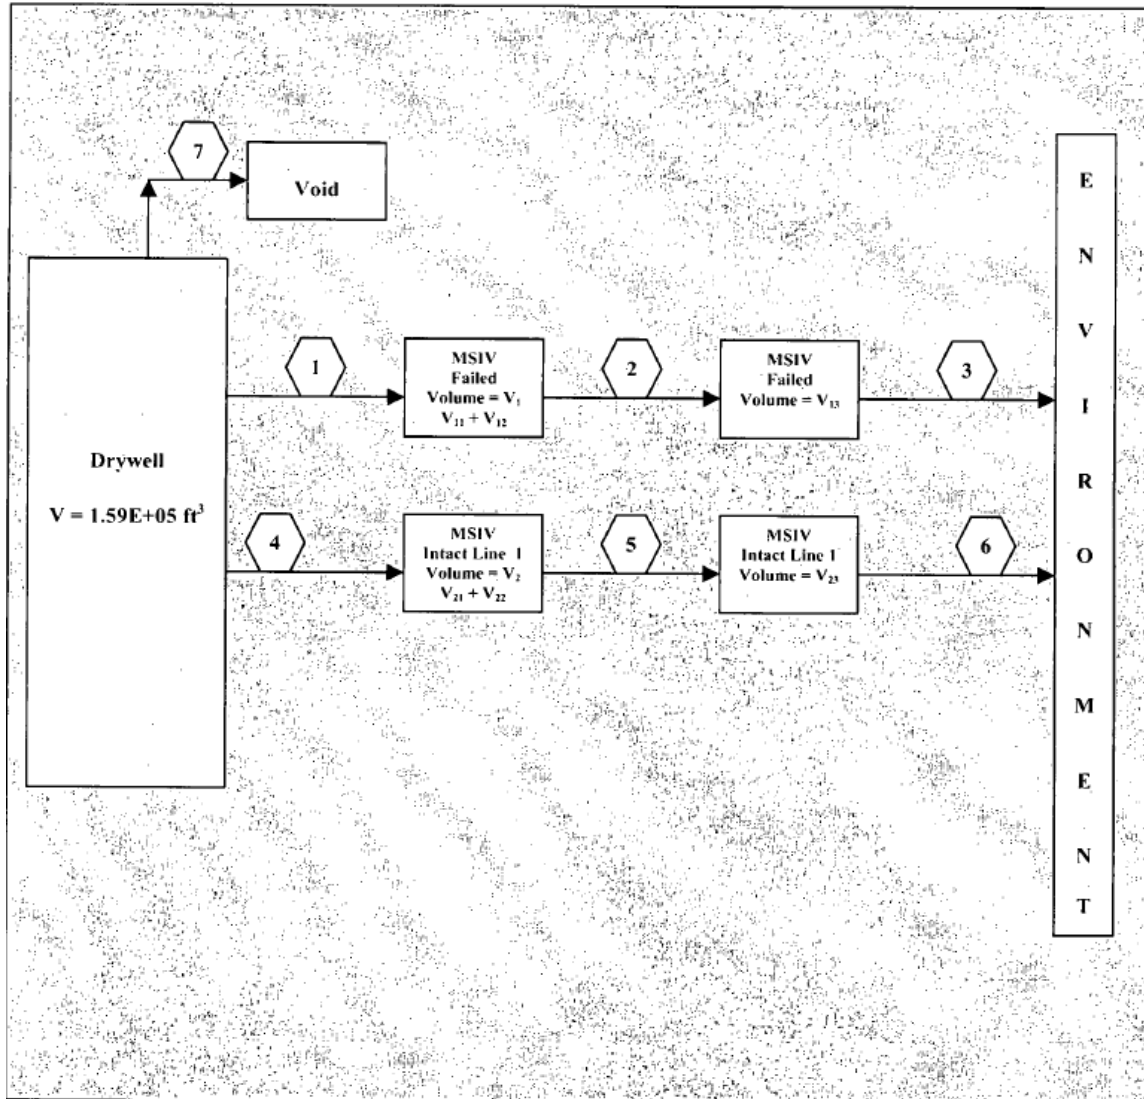 7
Void
Drywell
V = 1.59E+05 ft³
1
MSIV
Failed
Volume = V₁
V₁₁ + V₁₂
2
MSIV
Failed
Volume = V₁₃
3
4
MSIV
Intact Line 1
Volume = V₂
V₂₁ + V₂₂
5
MSIV
Intact Line 1
Volume = V₂₃
6
E
N
V
I
R
O
N
M
E
N
T